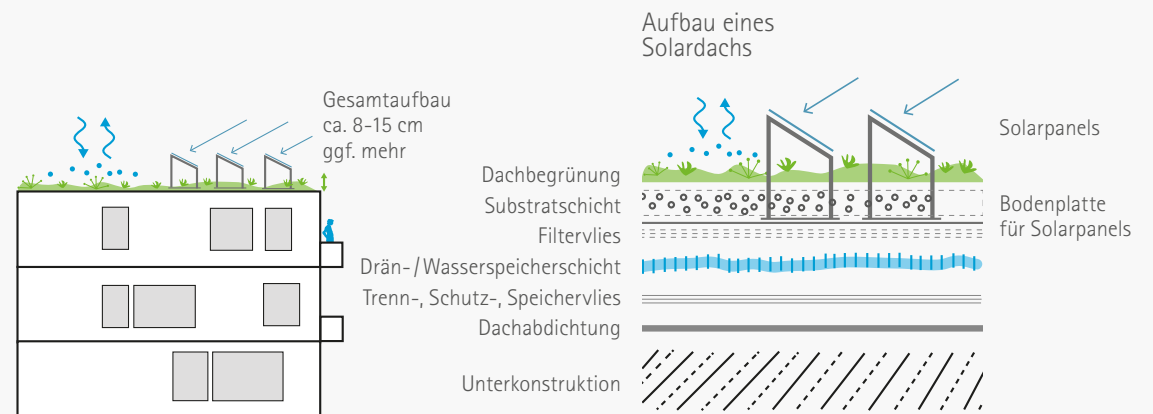 Aufbau eines
Solardachs
Gesamtaufbau
ca. 8-15 cm
ggf. mehr
Solarpanels
Dachbegrünung
Substratschicht
Bodenplatte
für Solarpanels
Filtervlies
Drän-/Wasserspeicherschicht
Trenn-, Schutz-, Speichervlies
Dachabdichtung
Unterkonstruktion